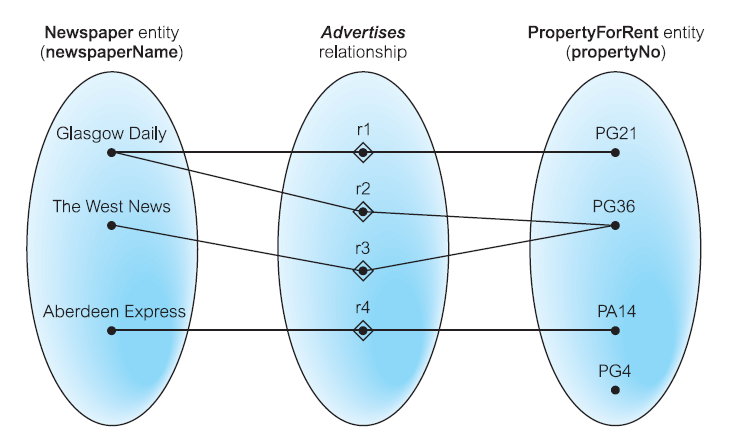 Newspaper entity
(newspaperName)
Advertises
relationship
PropertyForRent entity
(propertyNo)
Glasgow Daily
The West News
Aberdeen Express
r1
r2
r3
r4
PG21
PG36
PA14
PG4